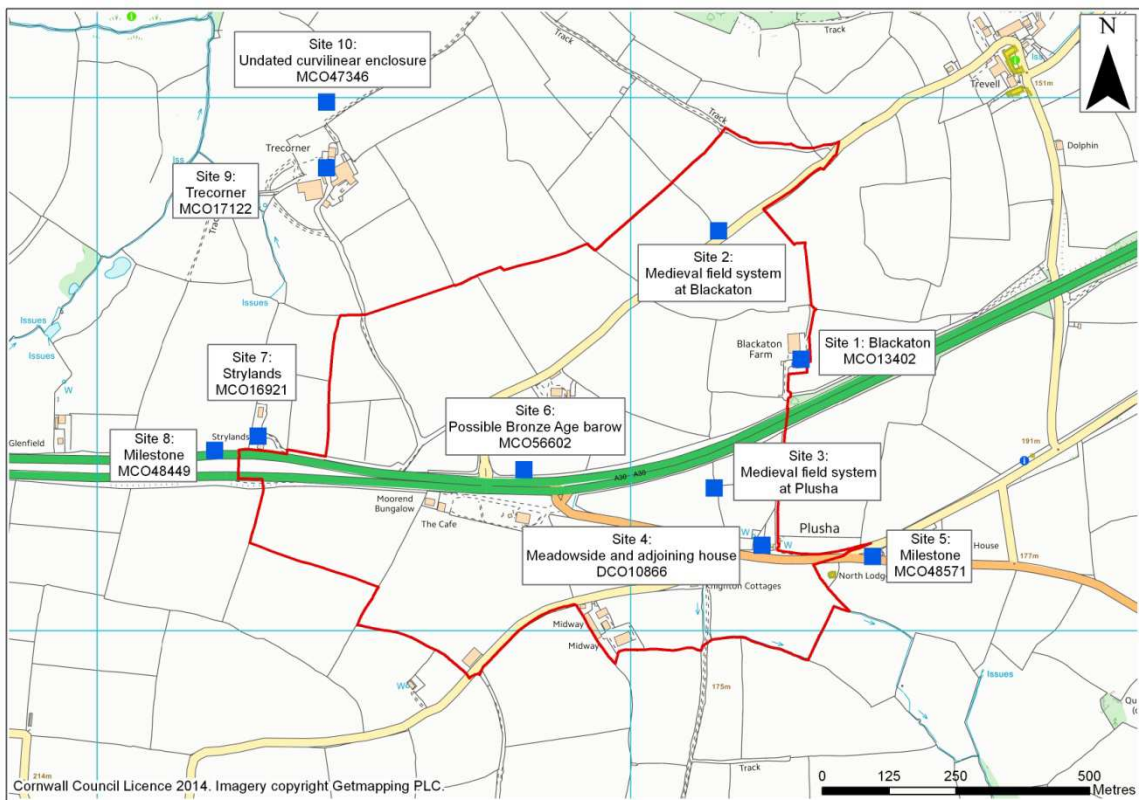 Site 10:
Undated curvilinear enclosure
MCO47346
N
Track
Trevell
151m
Track
Dolphin
Iss
Trecorner
Site 9:
Trecorner
MCO17122
Track
Site 2:
Medieval field system
at Blackaton
Issues
Issues
Issues
Blackaton
Farm
Site 1: Blackaton
MCO13402
W
Site 7:
Strylands
MCO16921
Site 6:
Possible Bronze Age barow
MCO56602
Glenfield
Strylands
Site 8:
Milestone
MCO48449
191m
A30
A30
Site 3:
Medieval field system
at Plusha
Moorend
Bungalow
The Cafe
Plusha
W
Site 4:
Meadowside and adjoining house
DCO10866
House
Site 5:
Milestone
MCO48571
177m
North Lodge
Knighton Cottages
Midway
Midway
W
175m
Issues
214m
Track
Cornwall Council Licence 2014. Imagery copyright Getmapping PLC.
0 125 250 500
Metres